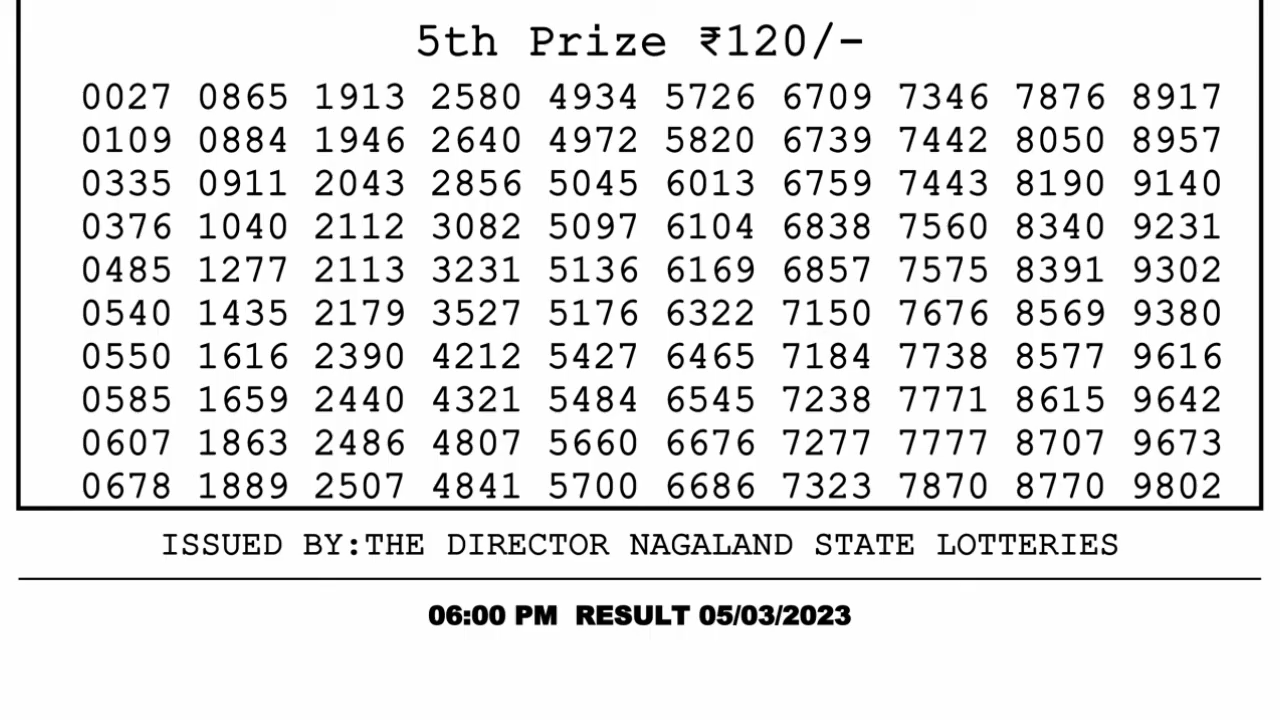 5th Prize ₹120/-
0027 0865 1913 2580 4934 5726 6709 7346 7876 8917
0109 0884 1946 2640 4972 5820 6739 7442 8050 8957
0335 0911 2043 2856 5045 6013 6759 7443 8190 9140
0376 1040 2112 3082 5097 6104 6838 7560 8340 9231
0485 1277 2113 3231 5136 6169 6857 7575 8391 9302
0540 1435 2179 3527 5176 6322 7150 7676 8569 9380
0550 1616 2390 4212 5427 6465 7184 7738 8577 9616
0585 1659 2440 4321 5484 6545 7238 7771 8615 9642
0607 1863 2486 4807 5660 6676 7277 7777 8707 9673
0678 1889 2507 4841 5700 6686 7323 7870 8770 9802
ISSUED BY:THE DIRECTOR NAGALAND STATE LOTTERIES
06:00 PM RESULT 05/03/2023